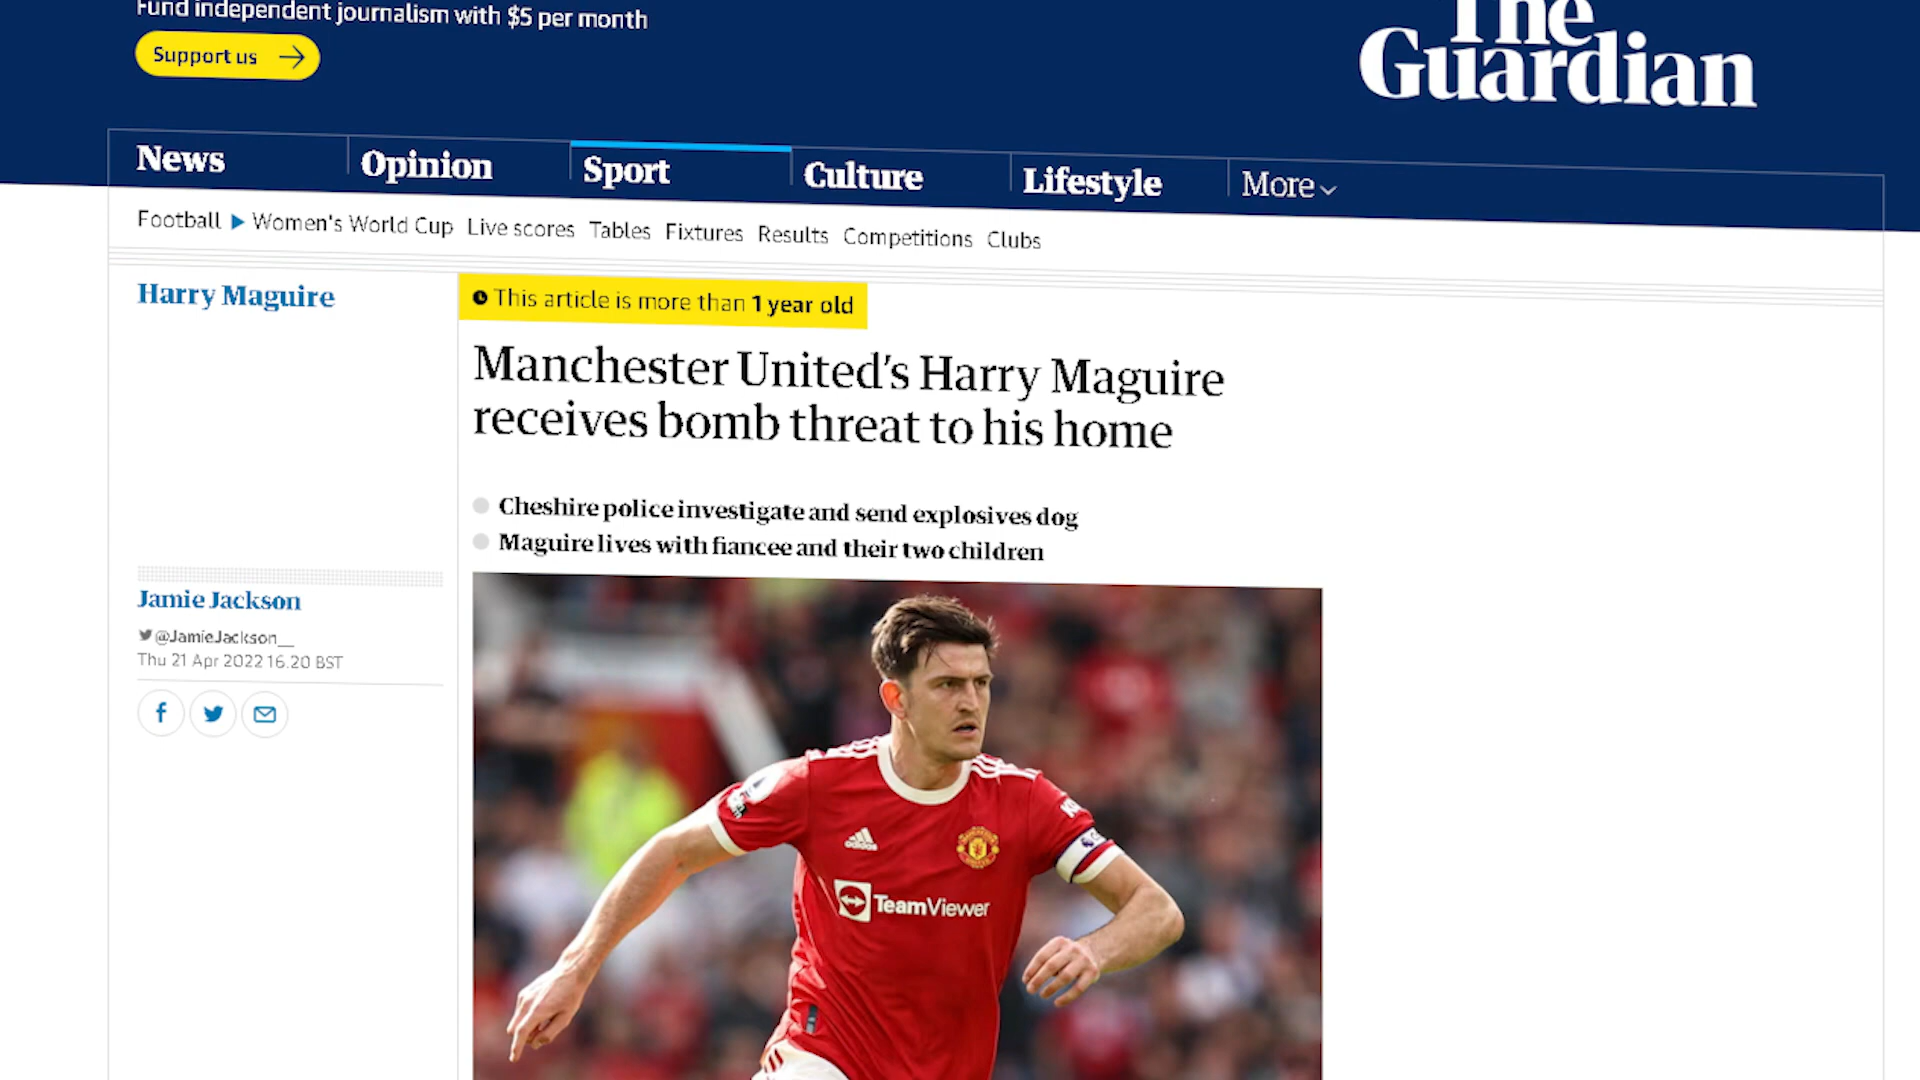 Fund independent journalism with $5 per month
Support us
The
Guardian
News
Opinion
Sport
Culture
Lifestyle
More
Football
Women's World Cup
Live scores
Tables
Fixtures
Results
Competitions
Clubs
Harry Maguire
This article is more than 1 year old
Manchester United's Harry Maguire
receives bomb threat to his home
Cheshire police investigate and send explosives dog
Maguire lives with fiancee and their two children
Jamie Jackson
@JamieJackson__
Thu 21 Apr 2022 16.20 BST
adidas
TeamViewer